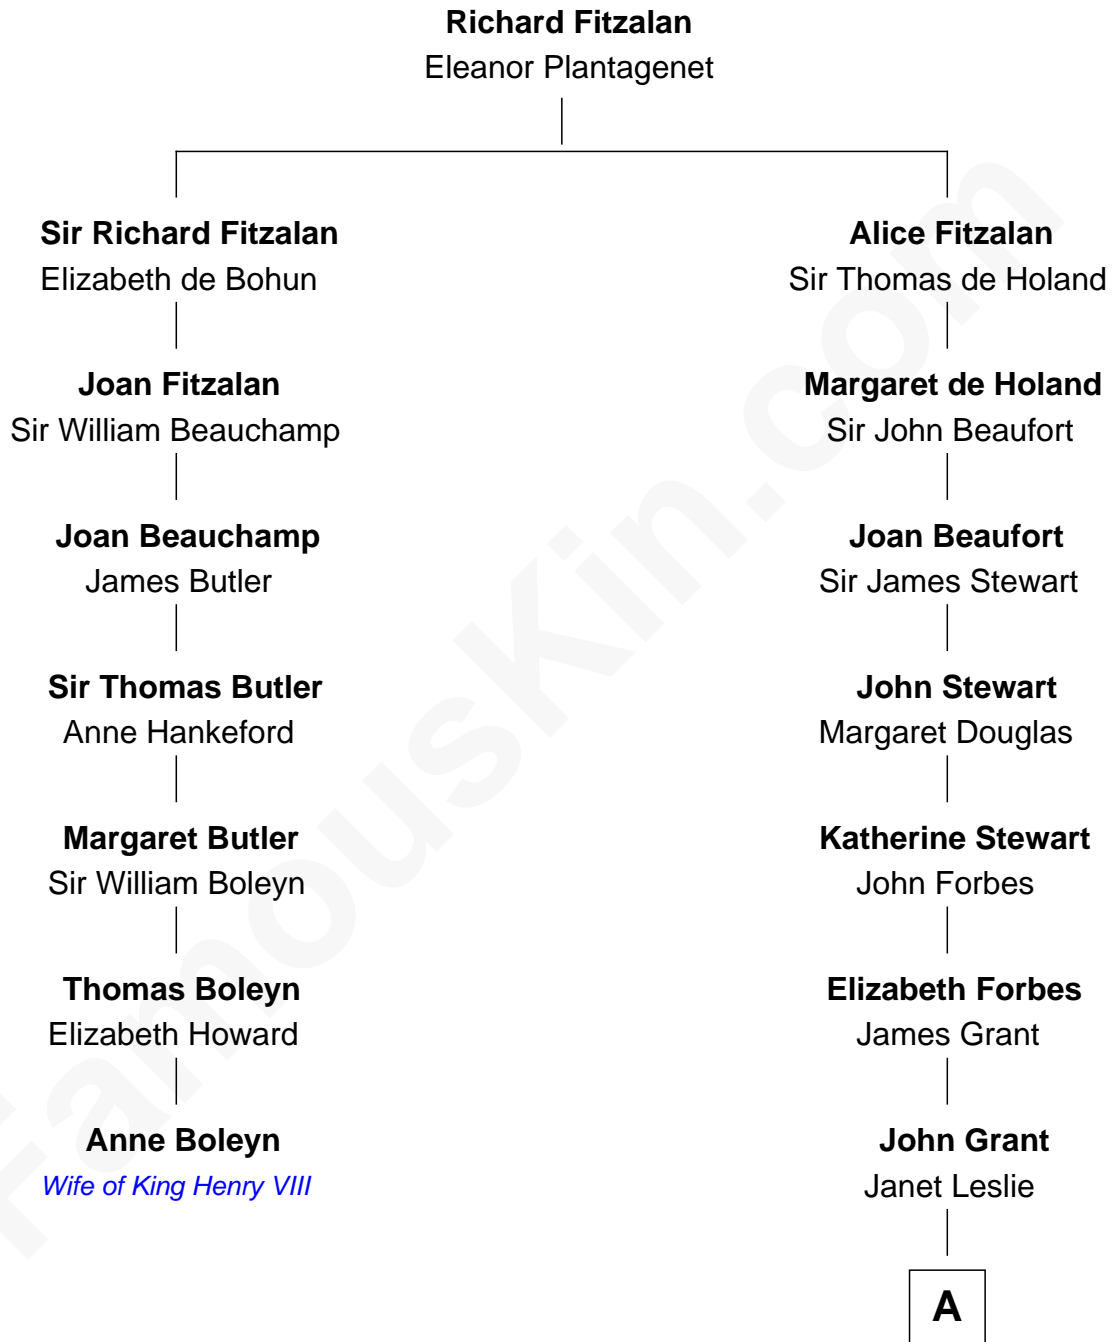 Richard Fitzalan
Eleanor Plantagenet
Sir Richard Fitzalan
Elizabeth de Bohun
Joan Fitzalan
Sir William Beauchamp
Joan Beauchamp
James Butler
Sir Thomas Butler
Anne Hankeford
Margaret Butler
Sir William Boleyn
Thomas Boleyn
Elizabeth Howard
Anne Boleyn
Wife of King Henry VIII
Alice Fitzalan
Sir Thomas de Holand
Margaret de Holand
Sir John Beaufort
Joan Beaufort
Sir James Stewart
John Stewart
Margaret Douglas
Katherine Stewart
John Forbes
Elizabeth Forbes
James Grant
John Grant
Janet Leslie
A
FamousKin.com